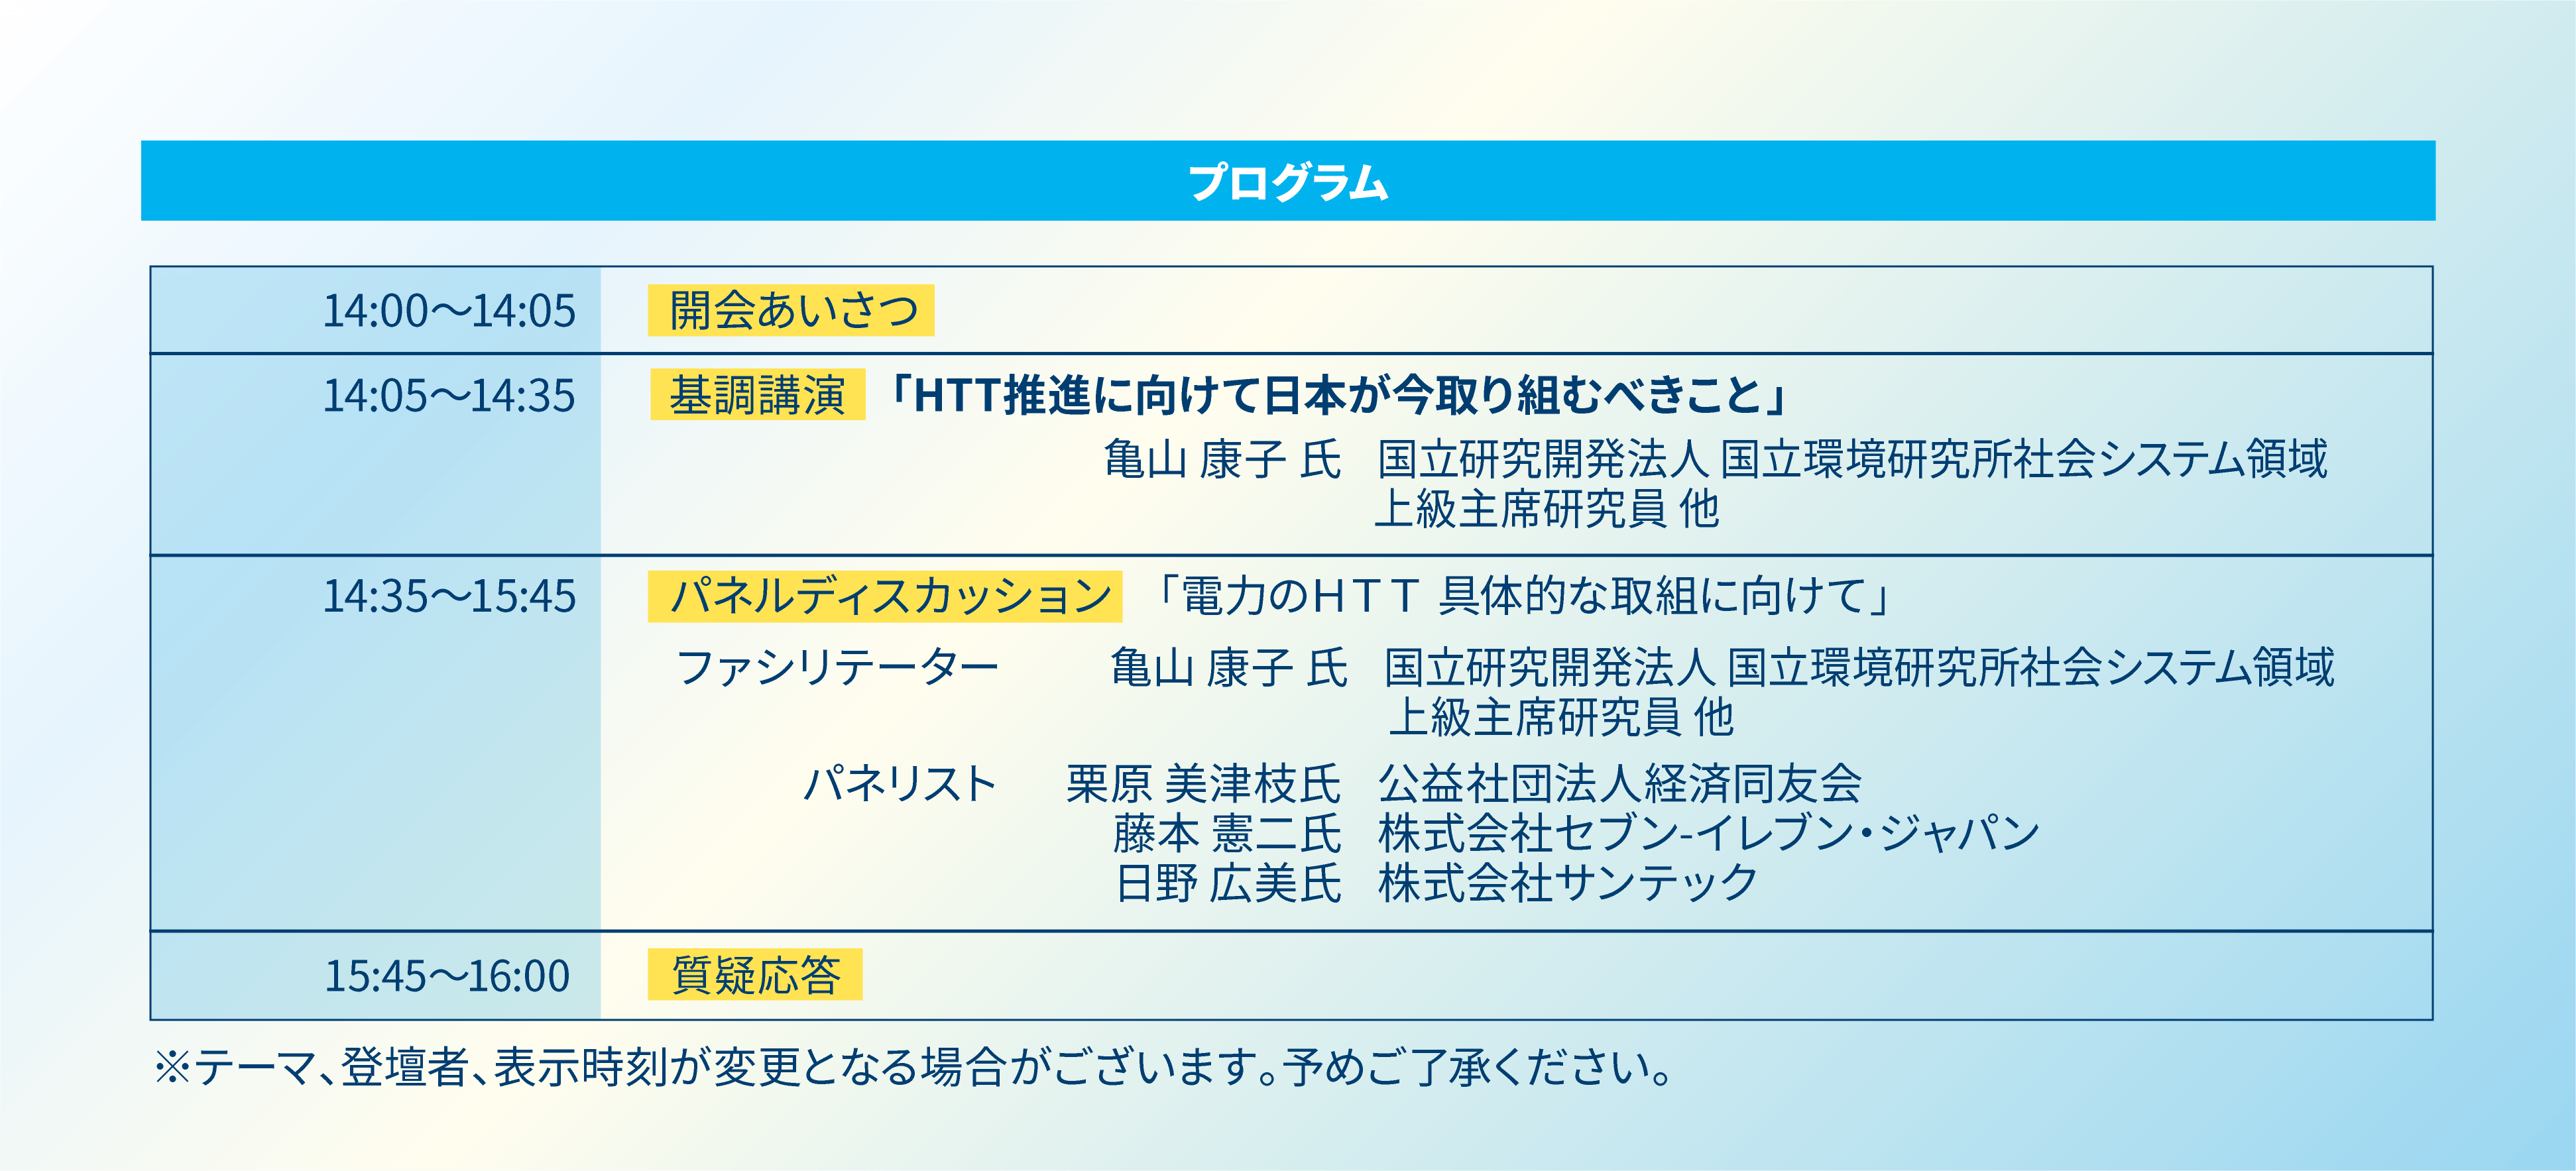 プログラム
14:00〜14:05 開会あいさつ
14:05〜14:35 基調講演 「HTT推進に向けて日本が今取り組むべきこと」
亀山 康子 氏 国立研究開発法人 国立環境研究所社会システム領域
上級主席研究員 他
14:35〜15:45 パネルディスカッション 「電力のＨＴＴ 具体的な取組に向けて」
ファシリテーター 亀山 康子 氏 国立研究開発法人 国立環境研究所社会システム領域
上級主席研究員 他
パネリスト 栗原 美津枝氏 公益社団法人経済同友会
藤本 憲二氏 株式会社セブン-イレブン・ジャパン
日野 広美氏 株式会社サンテック
15:45〜16:00 質疑応答
※テーマ、登壇者、表示時刻が変更となる場合がございます。予めご了承ください。